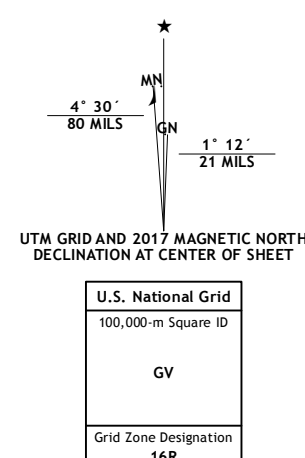 MN
4° 30´
80 MILS
GN
1° 12´
21 MILS
UTM GRID AND 2017 MAGNETIC NORTH
DECLINATION AT CENTER OF SHEET
U.S. National Grid
100,000-m Square ID
GV
Grid Zone Designation
16R